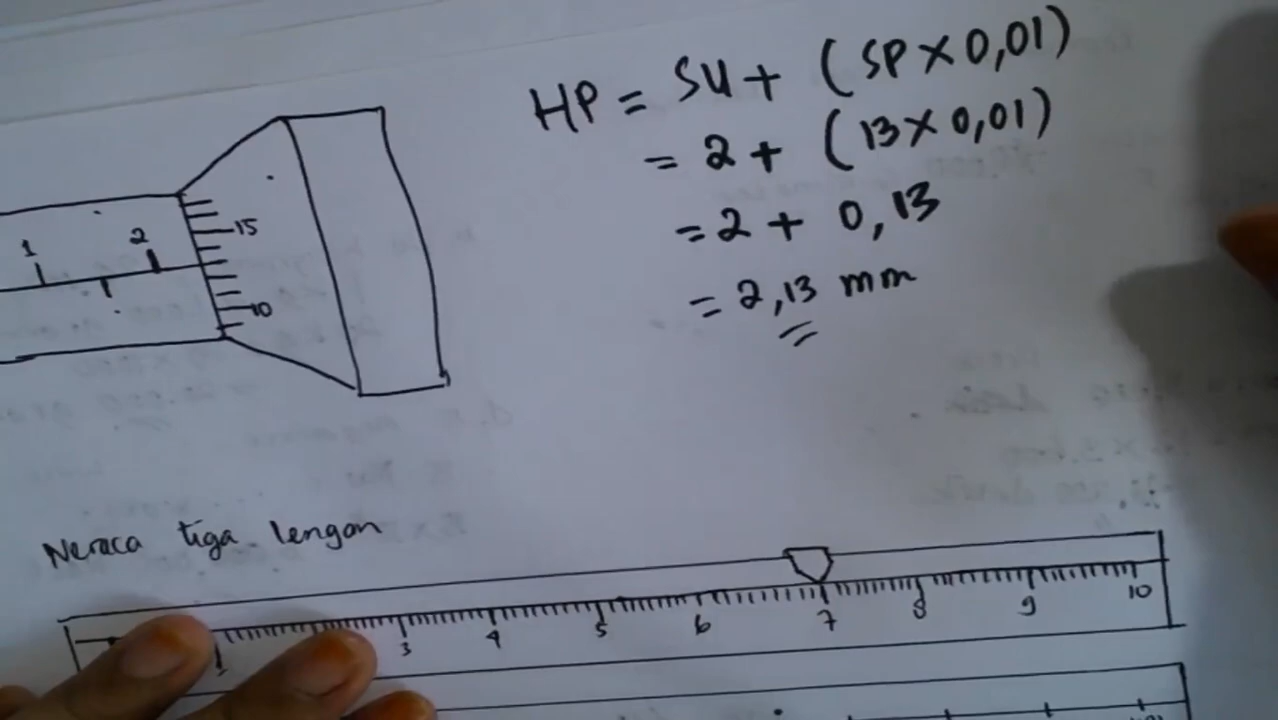 HP = SU + (SP × 0,01)
= 2 + (13 × 0,01)
= 2 + 0,13
= 2,13 mm
1 2
15
10
Neraca tiga lengan
1 3 4 5 6 7 8 9 10